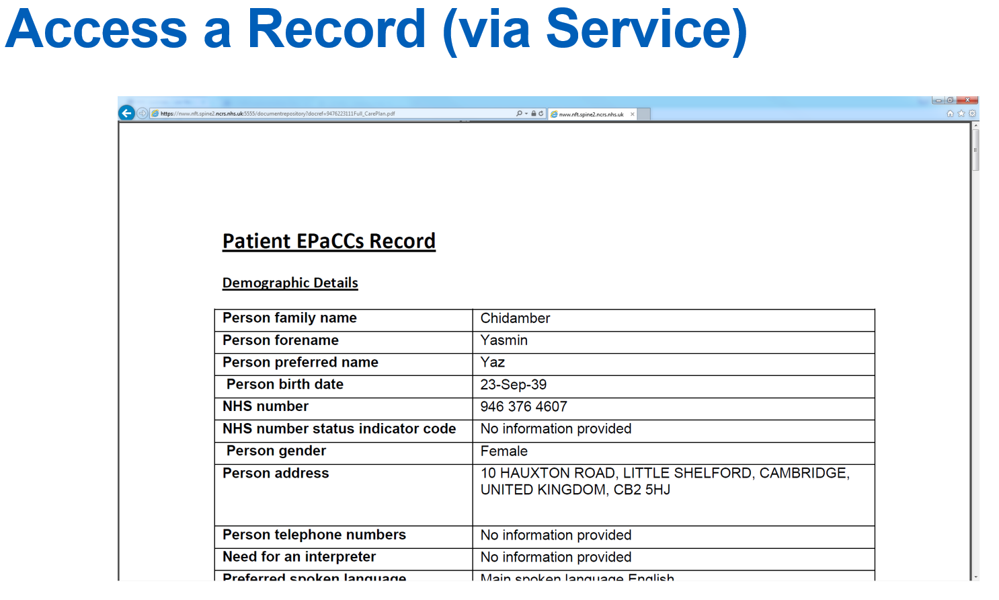 Access a Record (via Service)
https://nww.nft.spine2.ncrs.nhs.uk:5555/documentrepository?docref=9476223111Full_CarePlan.pdf
nww.nft.spine2.ncrs.nhs.uk
Patient EPaCCs Record
Demographic Details
Person family name Chidamber
Person forename Yasmin
Person preferred name Yaz
Person birth date 23-Sep-39
NHS number 946 376 4607
NHS number status indicator code No information provided
Person gender Female
Person address 10 HAUXTON ROAD, LITTLE SHELFORD, CAMBRIDGE,
UNITED KINGDOM, CB2 5HJ
Person telephone numbers No information provided
Need for an interpreter No information provided
Preferred spoken language Main spoken language English